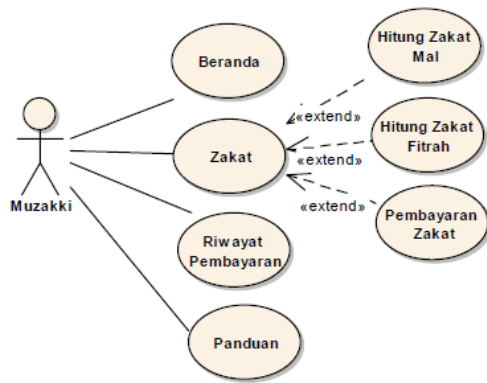 Beranda
Hitung Zakat
Mal
«extend»
Zakat
Hitung Zakat
Fitrah
«extend»
Muzakki
«extend»
Pembayaran
Zakat
Riwayat
Pembayaran
Panduan